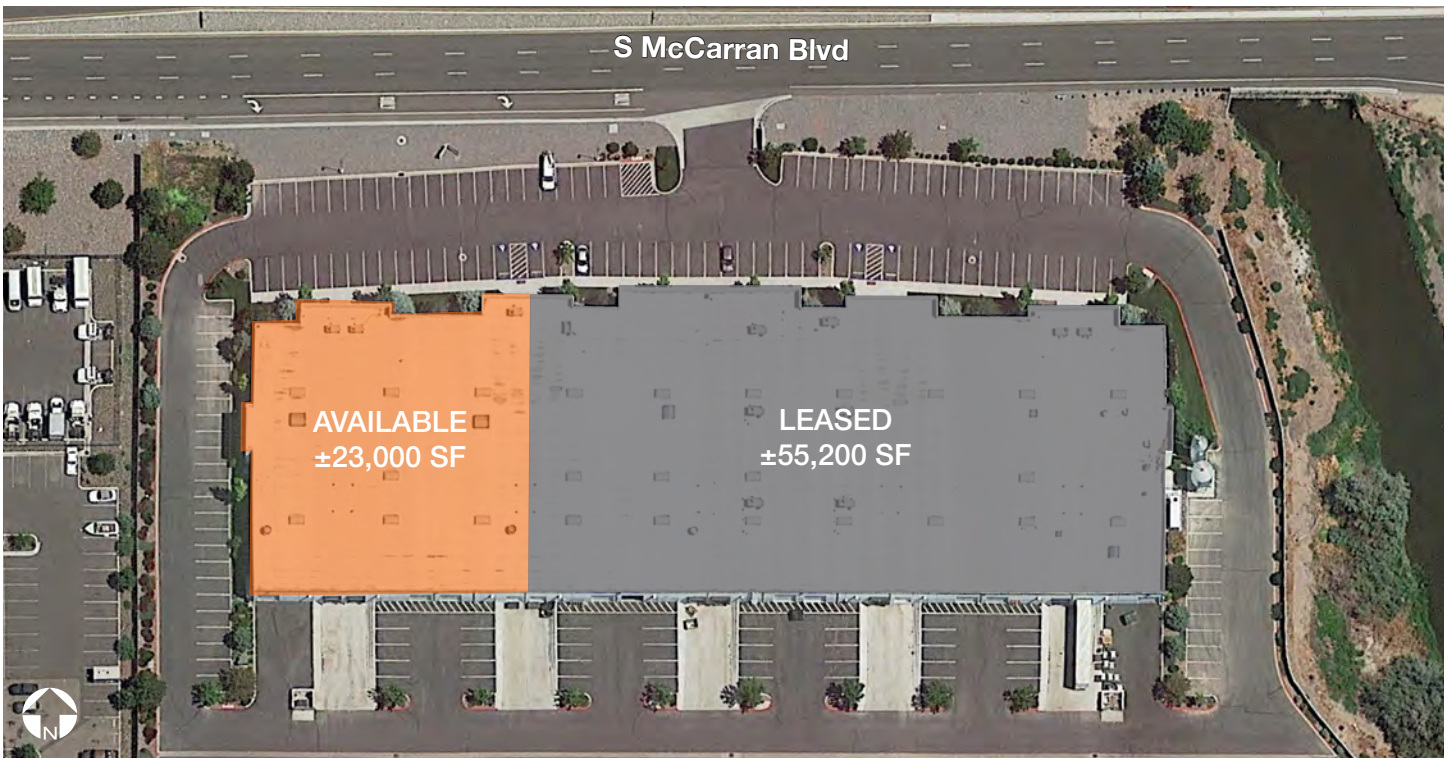 S McCarran Blvd
AVAILABLE
±23,000 SF
LEASED
±55,200 SF
N